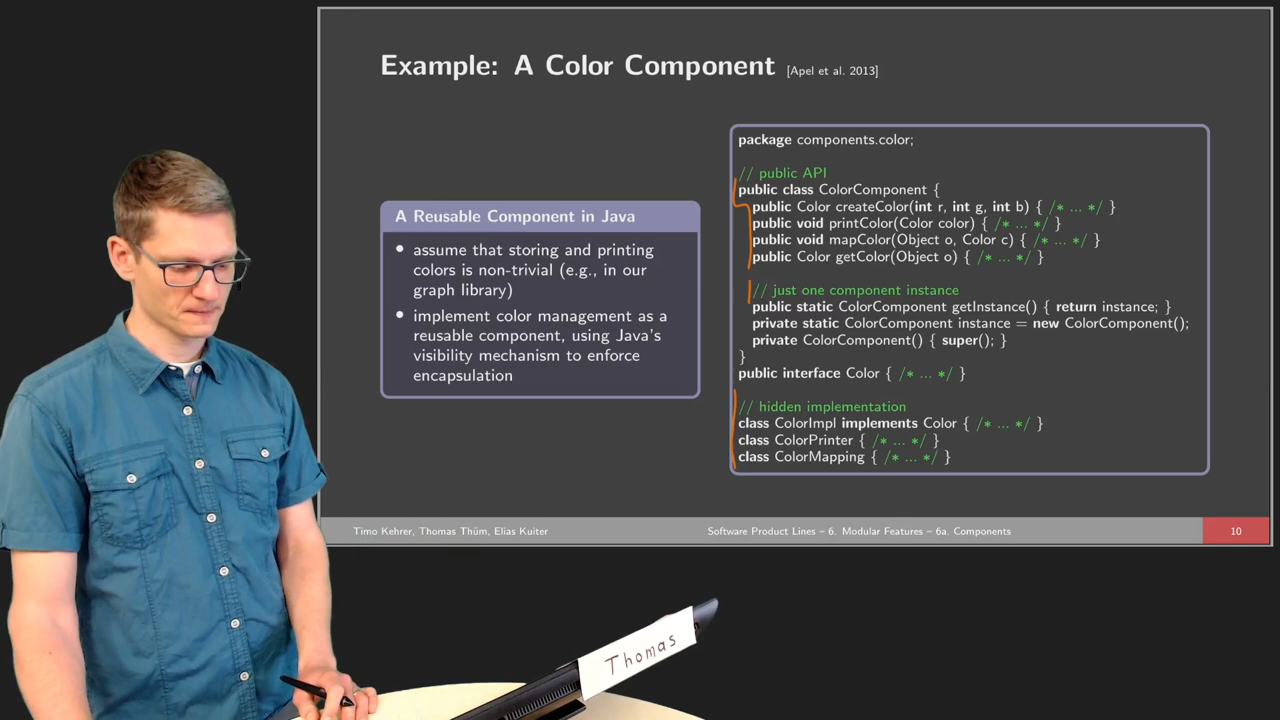 Example: A Color Component [Apel et al. 2013]
A Reusable Component in Java
• assume that storing and printing
colors is non-trivial (e.g., in our
graph library)
• implement color management as a
reusable component, using Java's
visibility mechanism to enforce
encapsulation
package components.color;
// public API
public class ColorComponent {
public Color createColor(int r, int g, int b) { /* ... */ }
public void printColor(Color color) { /* ... */ }
public void mapColor(Object o, Color c) { /* ... */ }
public Color getColor(Object o) { /* ... */ }
// just one component instance
public static ColorComponent getInstance() { return instance; }
private static ColorComponent instance = new ColorComponent();
private ColorComponent() { super(); }
}
public interface Color { /* ... */ }
// hidden implementation
class ColorImpl implements Color { /* ... */ }
class ColorPrinter { /* ... */ }
class ColorMapping { /* ... */ }
Timo Kehrer, Thomas Thüm, Elias Kuiter
Software Product Lines – 6. Modular Features – 6a. Components
10
Thomas